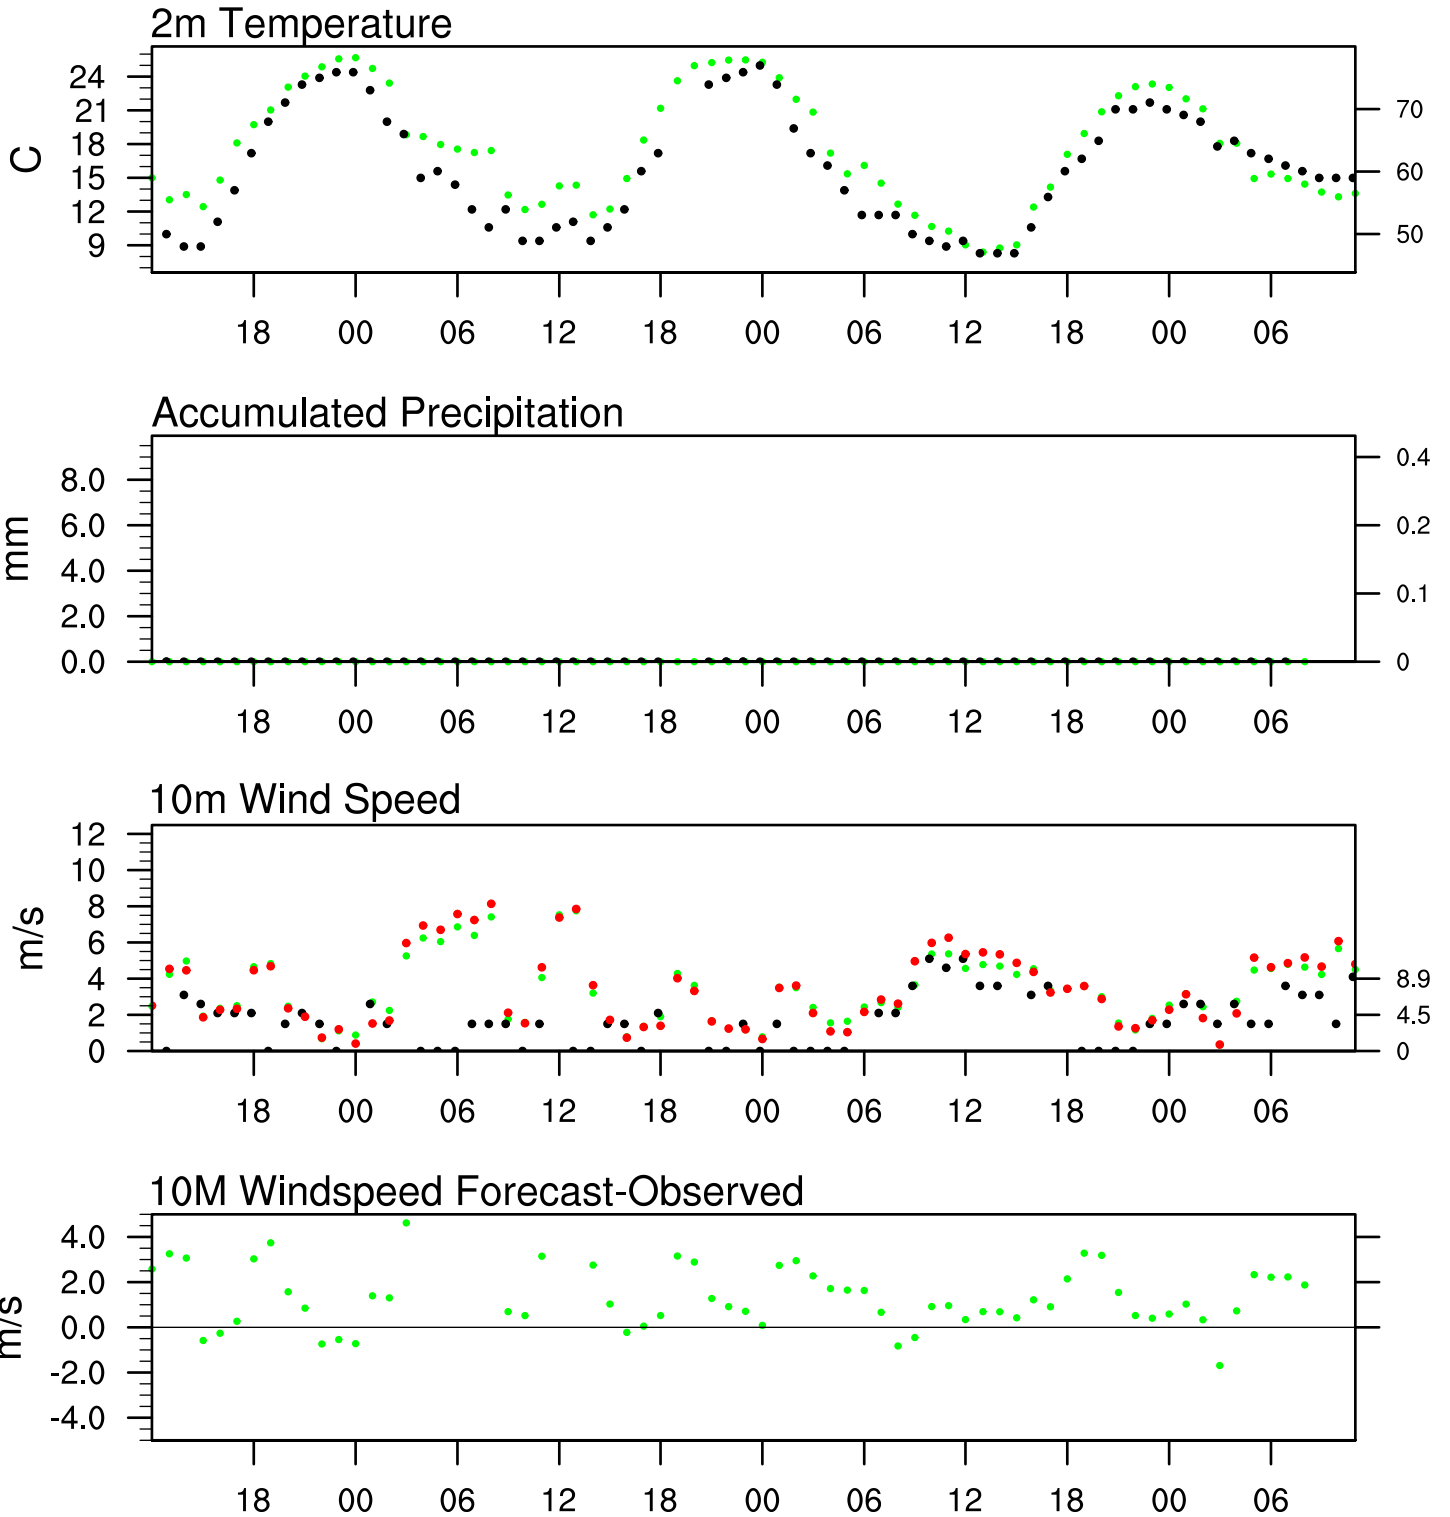 2m Temperature
C
24
21
18
15
12
9
70
60
50
18 00 06 12 18 00 06 12 18 00 06
Accumulated Precipitation
mm
8.0
6.0
4.0
2.0
0.0
0.4
0.2
0.1
0
18 00 06 12 18 00 06 12 18 00 06
10m Wind Speed
m/s
12
10
8
6
4
2
0
8.9
4.5
0
18 00 06 12 18 00 06 12 18 00 06
10M Windspeed Forecast-Observed
m/s
4.0
2.0
0.0
-2.0
-4.0
18 00 06 12 18 00 06 12 18 00 06